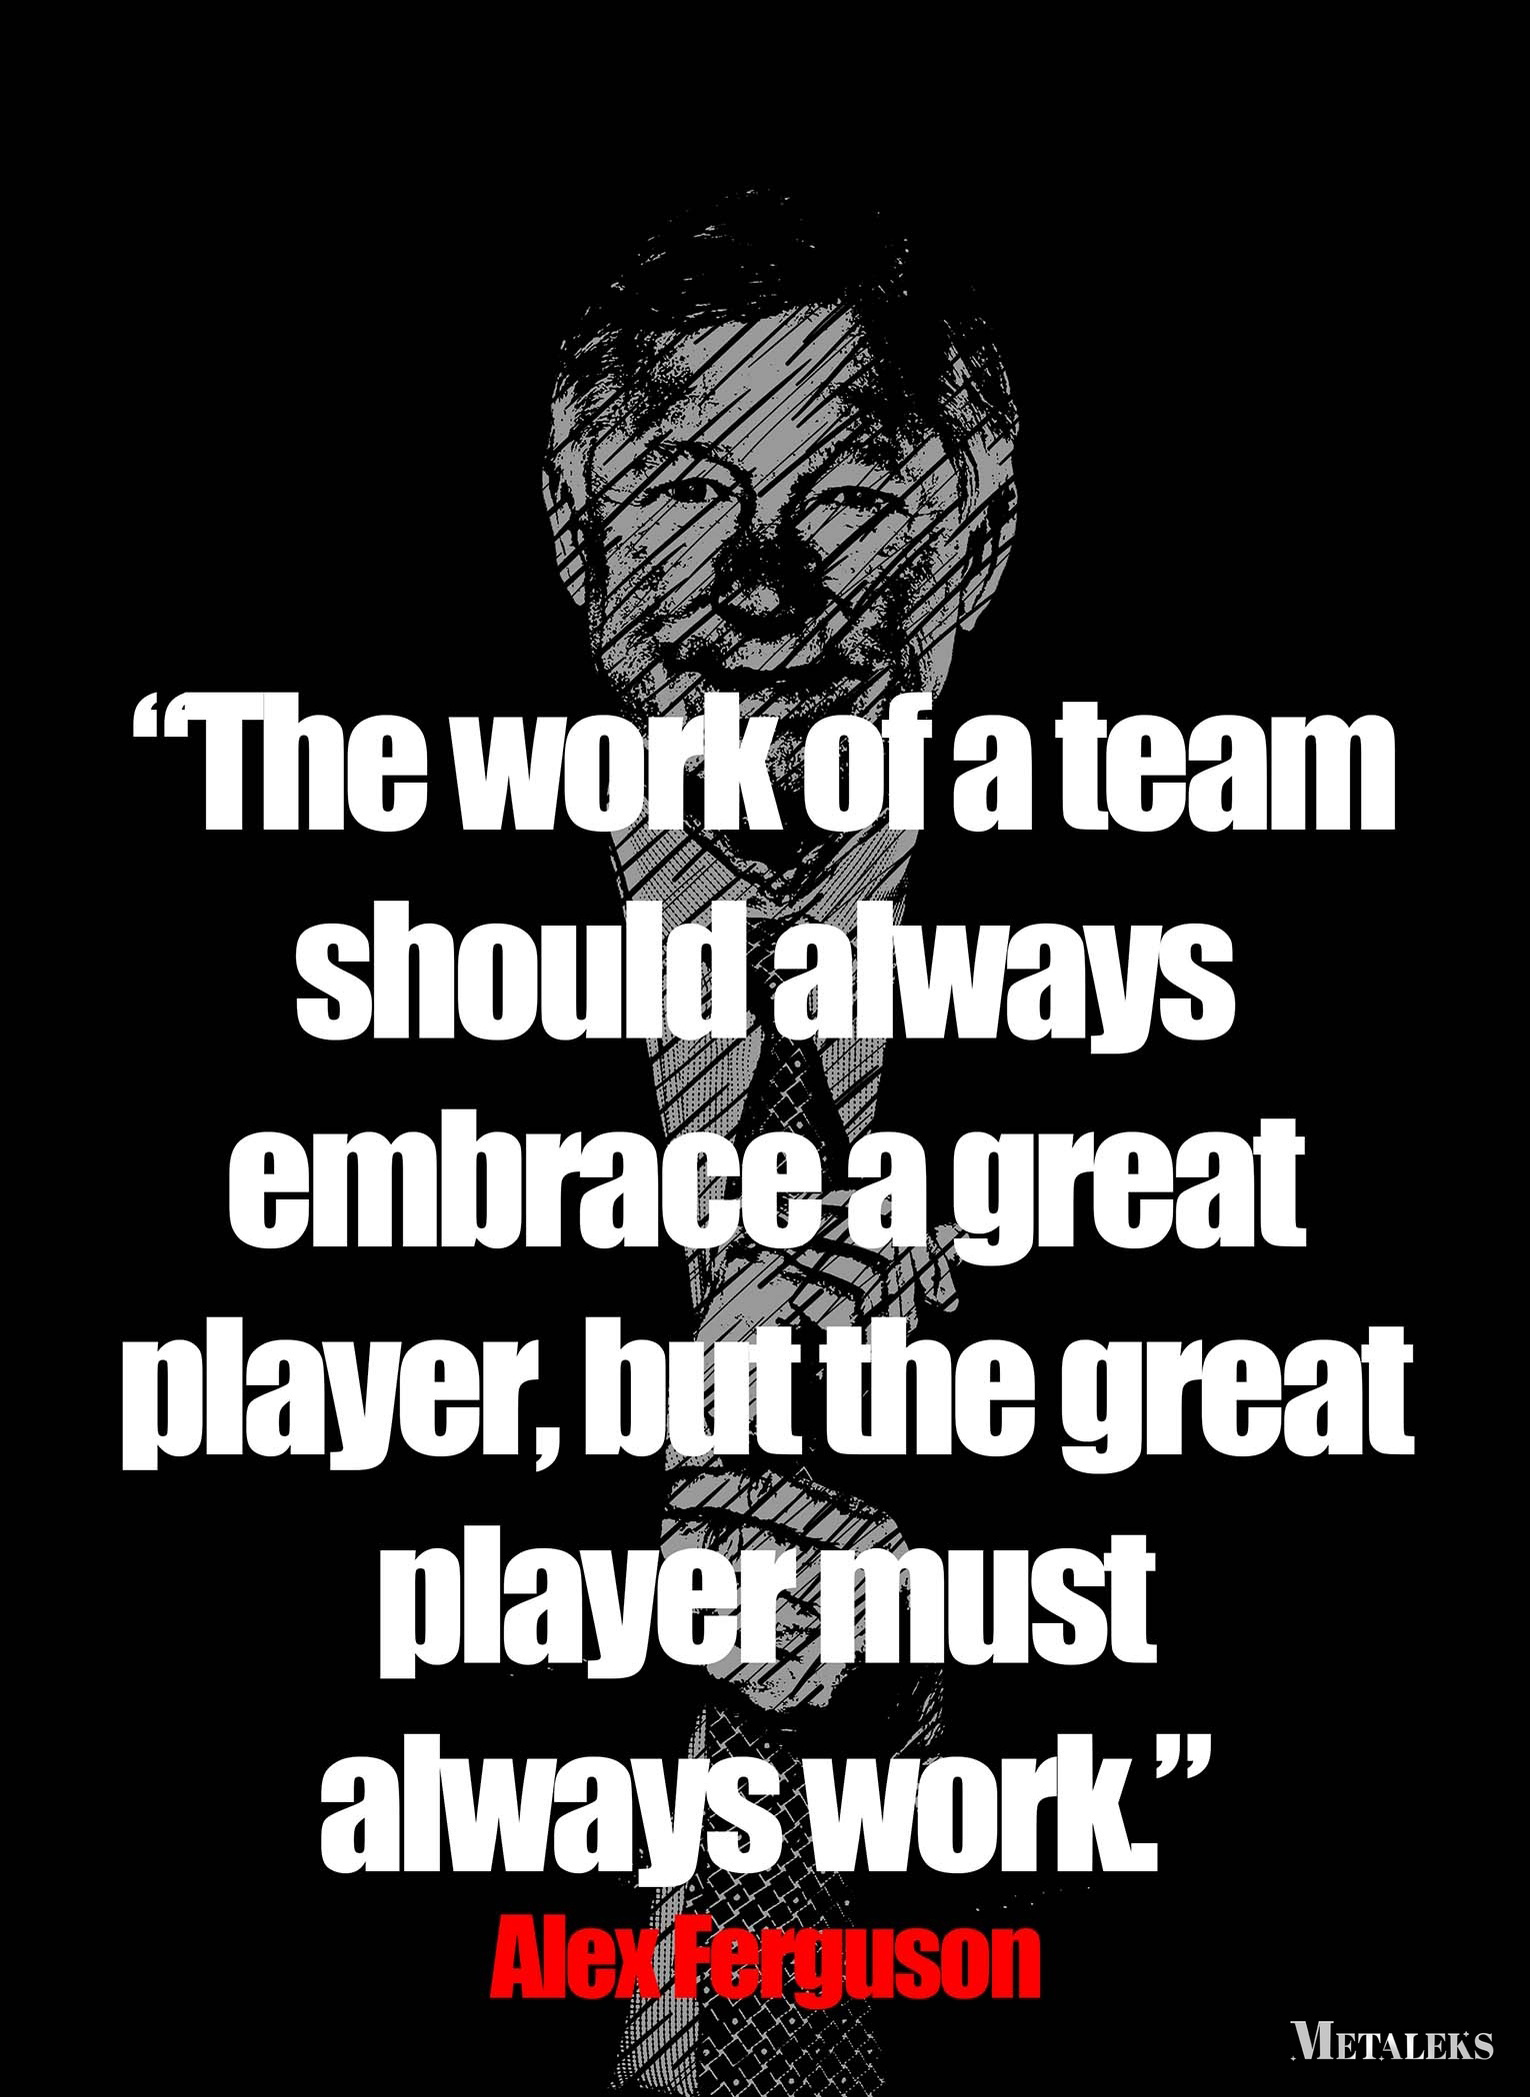 “The work of a team
should always
embrace a great
player, but the great
player must
always work.”
Alex Ferguson
METALEKS